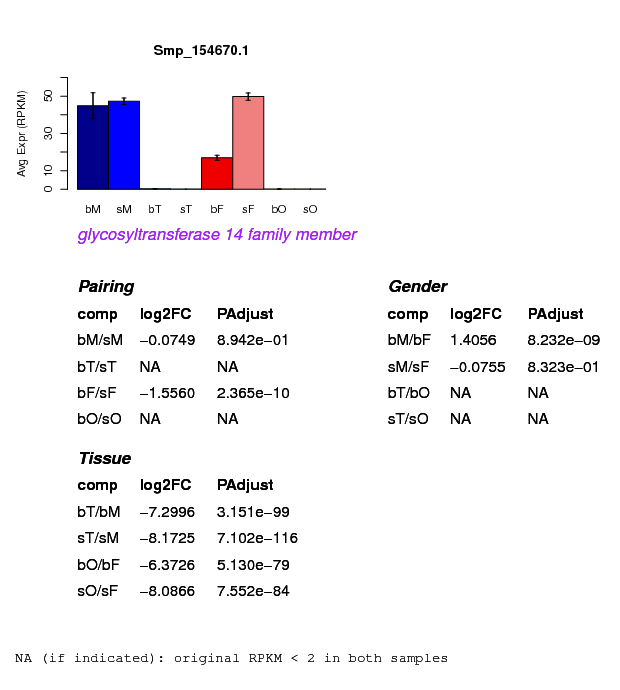 Smp_154670.1
Avg Expr (RPKM)
0 10 30 50
bM sM bT sT bF sF bO sO
glycosyltransferase 14 family member
Pairing
comp log2FC PAdjust
bM/sM −0.0749 8.942e−01
bT/sT NA NA
bF/sF −1.5560 2.365e−10
bO/sO NA NA
Gender
comp log2FC PAdjust
bM/bF 1.4056 8.232e−09
sM/sF −0.0755 8.323e−01
bT/bO NA NA
sT/sO NA NA
Tissue
comp log2FC PAdjust
bT/bM −7.2996 3.151e−99
sT/sM −8.1725 7.102e−116
bO/bF −6.3726 5.130e−79
sO/sF −8.0866 7.552e−84
NA (if indicated): original RPKM < 2 in both samples